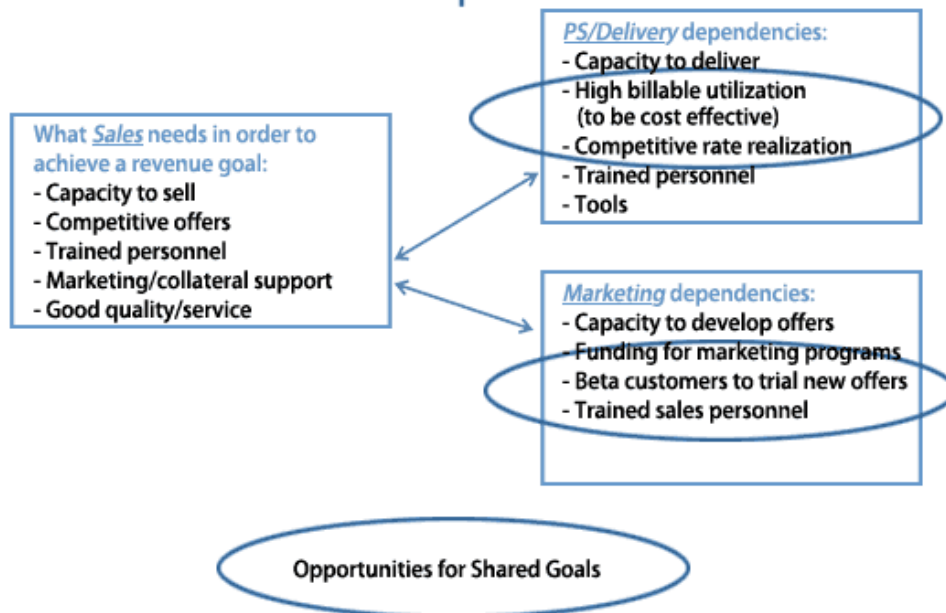 What Sales needs in order to
achieve a revenue goal:
- Capacity to sell
- Competitive offers
- Trained personnel
- Marketing/collateral support
- Good quality/service
PS/Delivery dependencies:
- Capacity to deliver
- High billable utilization
(to be cost effective)
- Competitive rate realization
- Trained personnel
- Tools
Marketing dependencies:
- Capacity to develop offers
- Funding for marketing programs
- Beta customers to trial new offers
- Trained sales personnel
Opportunities for Shared Goals